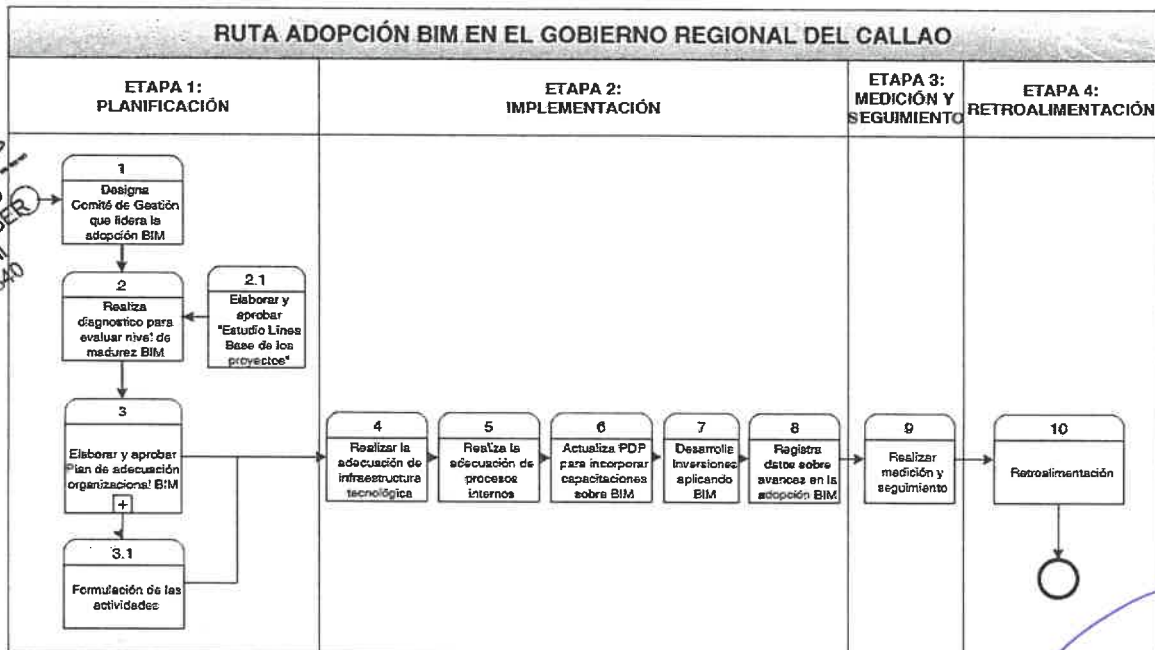 RUTA ADOPCIÓN BIM EN EL GOBIERNO REGIONAL DEL CALLAO
ETAPA 1:
PLANIFICACIÓN
ETAPA 2:
IMPLEMENTACIÓN
ETAPA 3:
MEDICIÓN Y
SEGUIMIENTO
ETAPA 4:
RETROALIMENTACIÓN
1
Designa
Comité de Gestión
que lidera la
adopción BIM
2
Realiza
diagnostico para
evaluar nivel de
madurez BIM
2.1
Elaborar y
aprobar
"Estudio Linea
Base de los
proyectos"
3
Elaborar y aprobar
Plan de adecuación
organizacional BIM
+
3.1
Formulación de las
actividades
4
Realizar la
adecuación de
infraestructura
tecnológica
5
Realiza la
adecuación de
procesos
internos
6
Actualiza PDP
para incorporar
capacitaciones
sobre BIM
7
Desarrolla
Inversiones
aplicando
BIM
8
Registra
datos sobre
avances en la
adopción BIM
9
Realizar
medición y
seguimiento
10
Retroalimentación